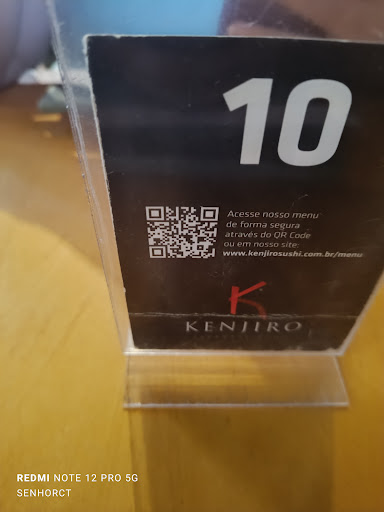 10
Acesse nosso menu
de forma segura
através do QR Code
ou em nosso site:
www.kenjirosushi.com.br/menu
KENJIRO
REDMI NOTE 12 PRO 5G
SENHORCT